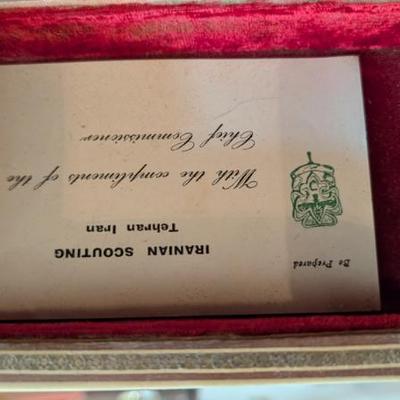 Be Prepared
IRANIAN SCOUTING
Tehran Iran
With the compliments of the
Chief Commissioner